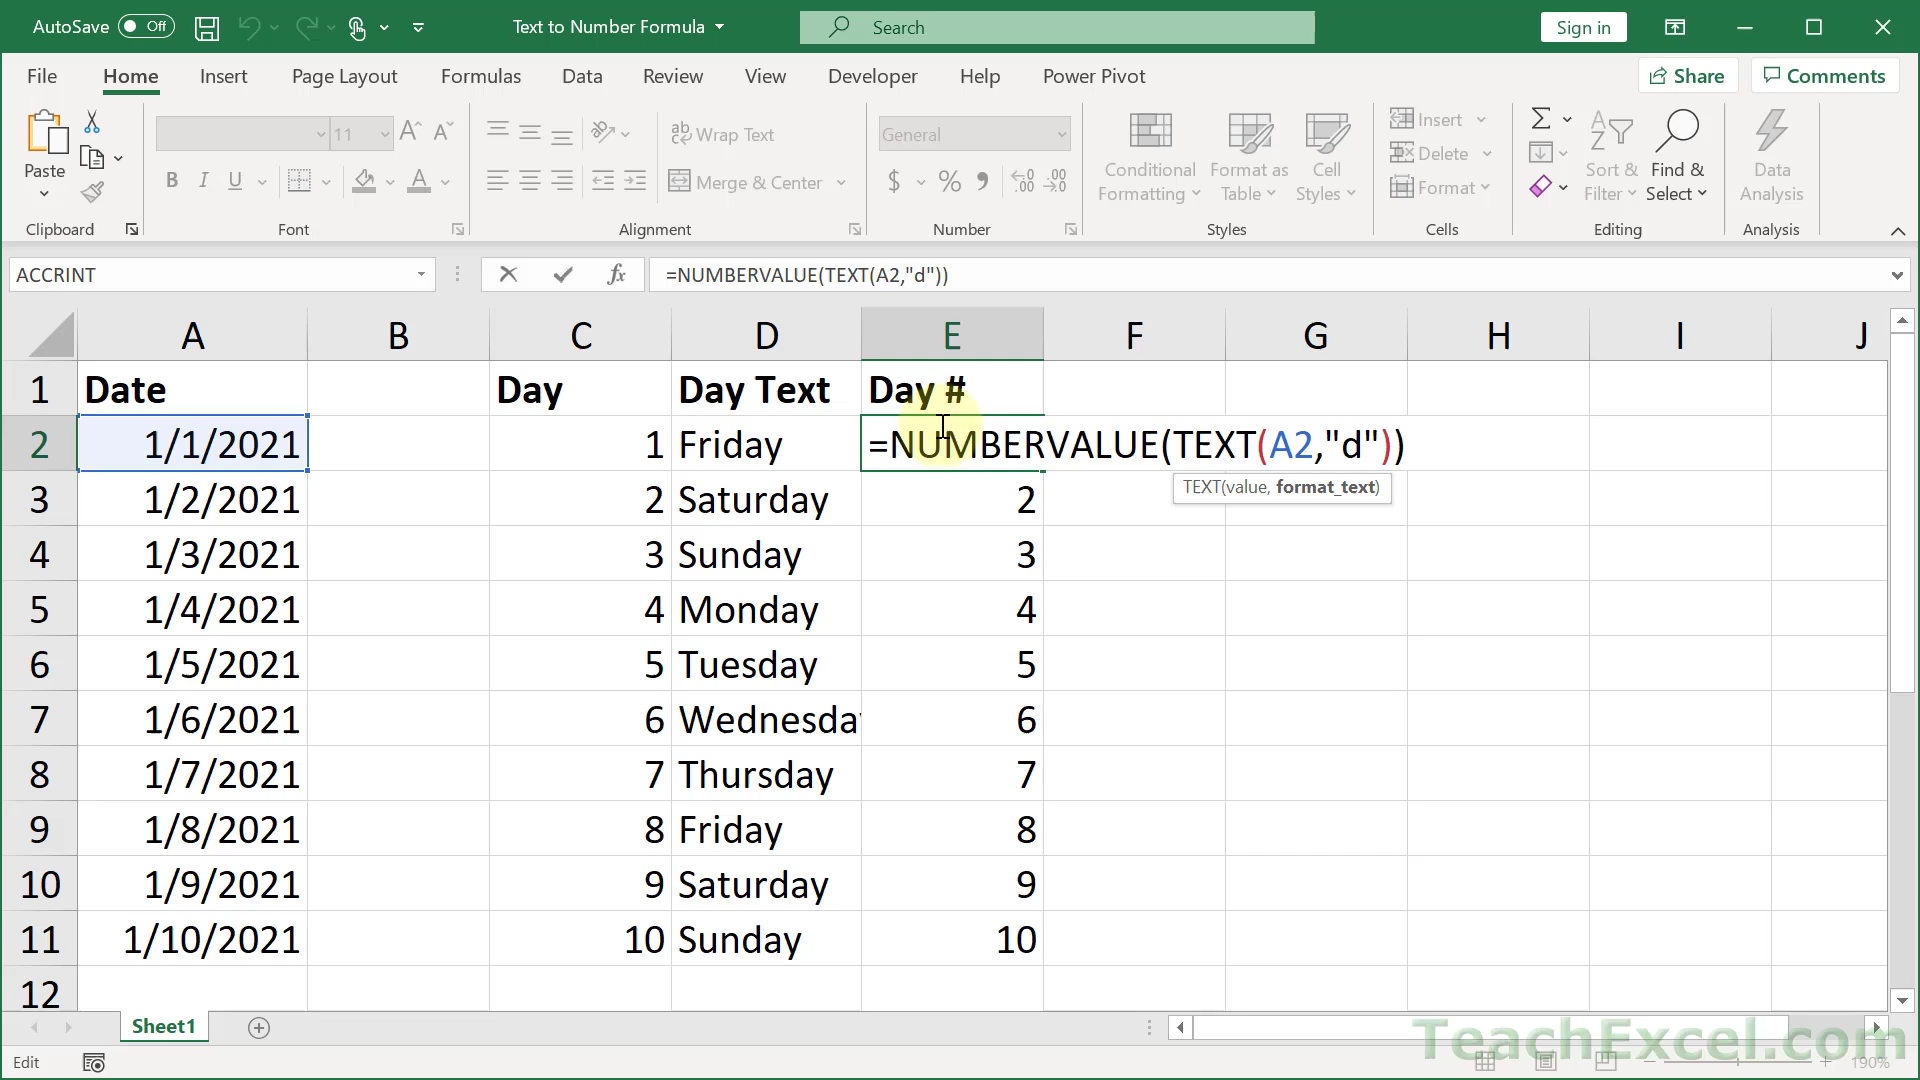 AutoSave Off Text to Number Formula Search Sign in
File Home Insert Page Layout Formulas Data Review View Developer Help Power Pivot Share Comments
Paste 11 A A ab Wrap Text General Conditional Formatting Format as Table Cell Styles Insert Delete Format Sort & Filter Find & Select Data Analysis
B I U A Merge & Center $ % 9
Clipboard Font Alignment Number Styles Cells Editing Analysis
ACCRINT fx =NUMBERVALUE(TEXT(A2,"d"))
A B C D E F G H I J
1 Date Day Day Text Day #
2 1/1/2021 1 Friday =NUMBERVALUE(TEXT(A2,"d"))
TEXT(value, format_text)
3 1/2/2021 2 Saturday 2
4 1/3/2021 3 Sunday 3
5 1/4/2021 4 Monday 4
6 1/5/2021 5 Tuesday 5
7 1/6/2021 6 Wednesday 6
8 1/7/2021 7 Thursday 7
9 1/8/2021 8 Friday 8
10 1/9/2021 9 Saturday 9
11 1/10/2021 10 Sunday 10
12
Sheet1
TeachExcel.com
Edit 190%